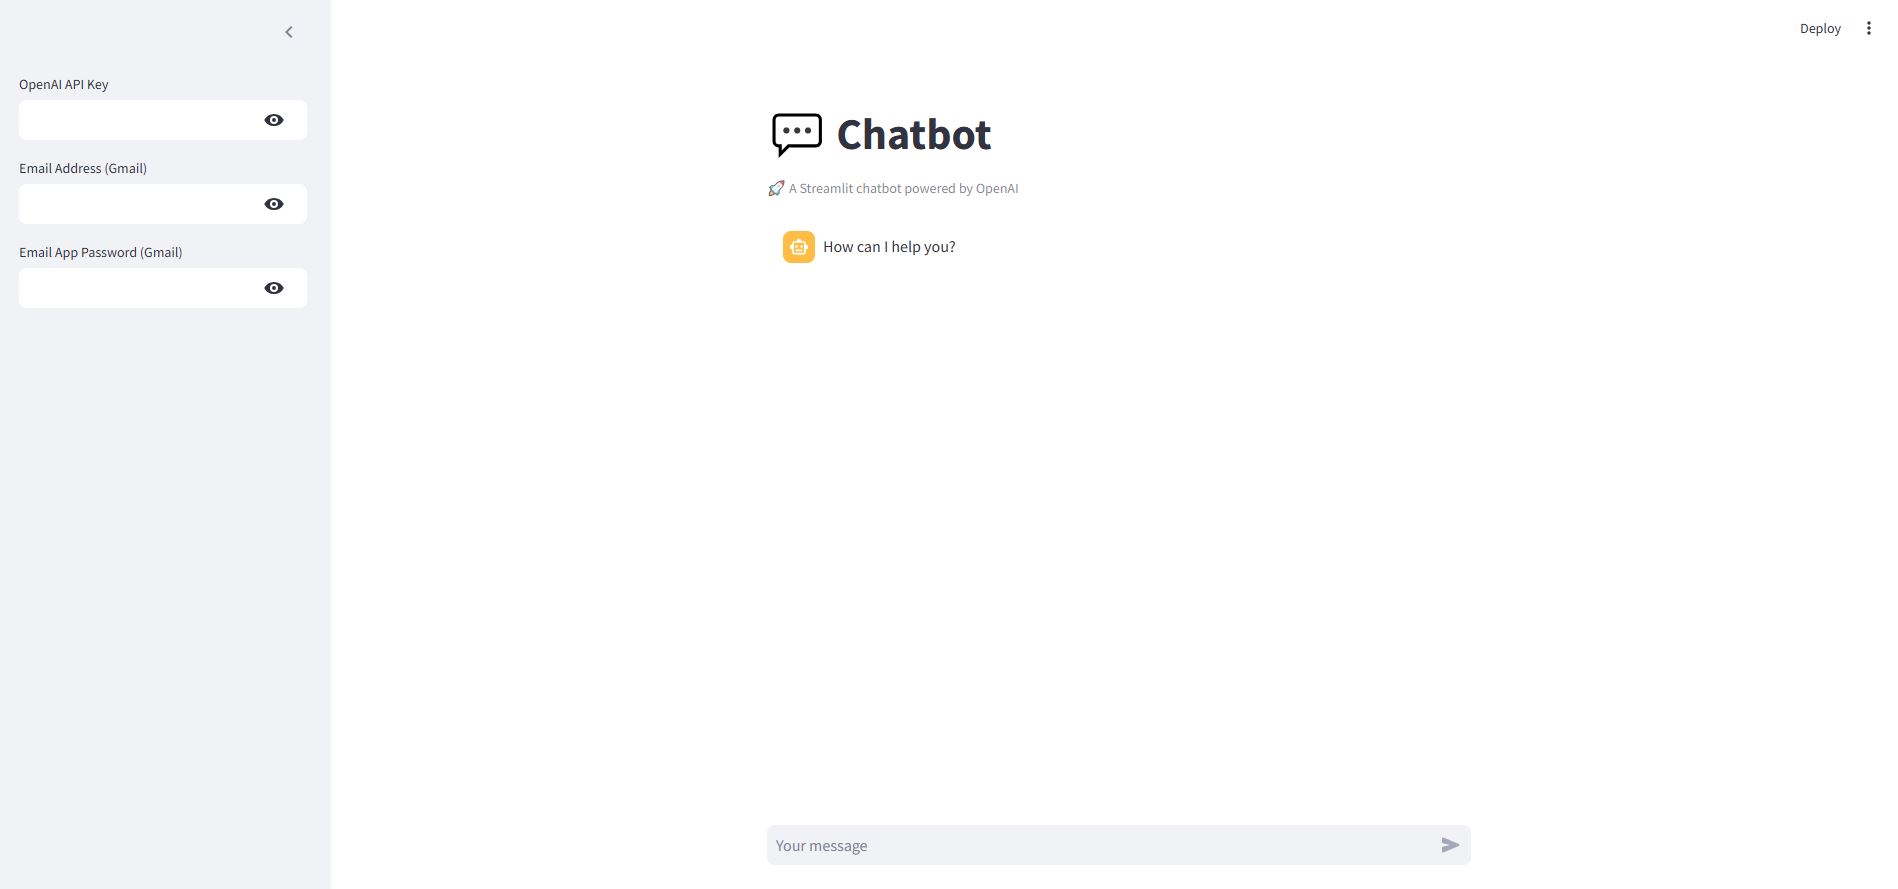 Deploy
OpenAI API Key
Email Address (Gmail)
Email App Password (Gmail)
Chatbot
🚀 A Streamlit chatbot powered by OpenAI
How can I help you?
Your message